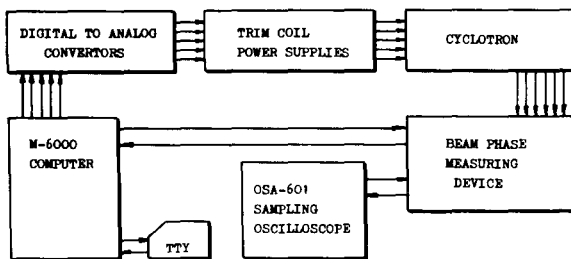 DIGITAL TO ANALOG
CONVERTORS
TRIM COIL
POWER SUPPLIES
CYCLOTRON
M-6000
COMPUTER
BEAM PHASE
MEASURING
DEVICE
OSA-601
SAMPLING
OSCILLOSCOPE
TTY